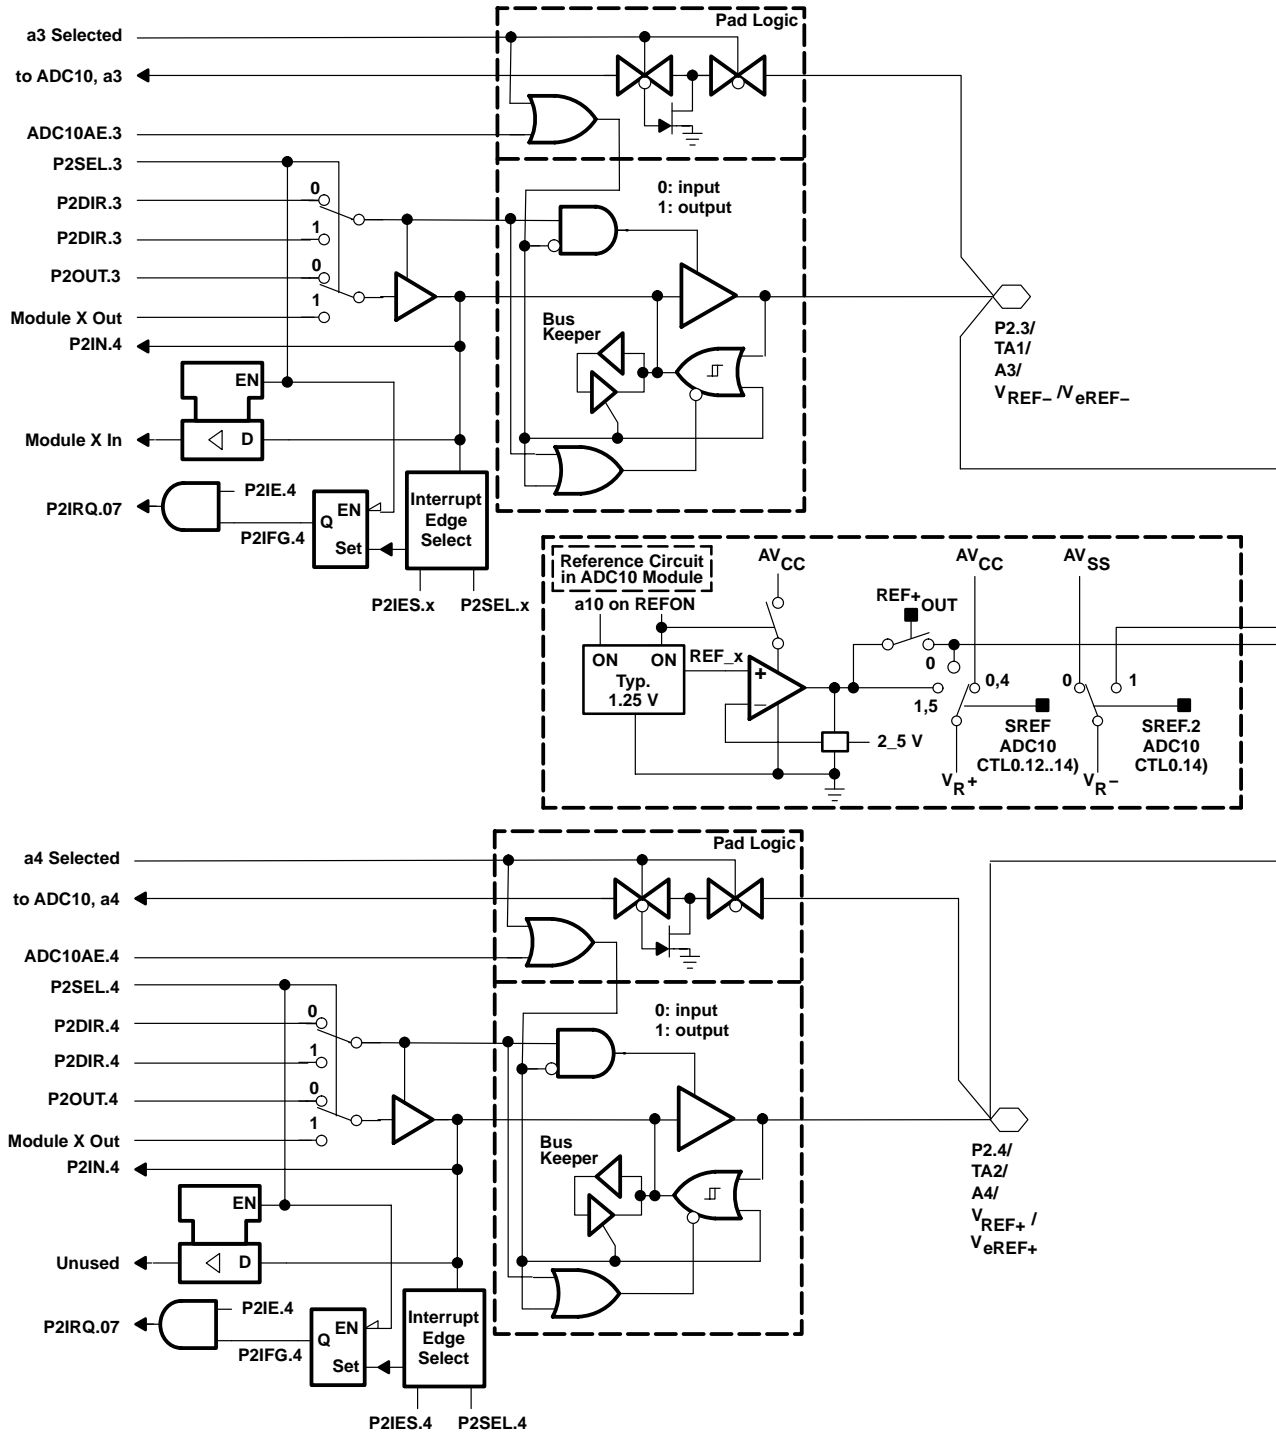 Pad Logic
a3 Selected
to ADC10, a3
ADC10AE.3
P2SEL.3
0
P2DIR.3
1
P2DIR.3
0: input
1: output
0
P2OUT.3
1
Module X Out
P2IN.4
Bus
Keeper
EN
D
Module X In
P2IE.4
P2IRQ.07
P2IFG.4
Q
EN
Set
Interrupt
Edge
Select
P2IES.x
P2SEL.x
P2.3/
TA1/
A3/
VREF− /VeREF−
Reference Circuit
in ADC10 Module
a10 on REFON
ON ON
Typ.
1.25 V
REF_x
+
−
AVCC
AVCC
AVSS
REF+
OUT
0
1,5
0,4
0
1
2_5 V
SREF
ADC10
CTL0.12..14)
SREF.2
ADC10
CTL0.14)
VR+
VR−
Pad Logic
a4 Selected
to ADC10, a4
ADC10AE.4
P2SEL.4
0
P2DIR.4
1
P2DIR.4
0: input
1: output
0
P2OUT.4
1
Module X Out
P2IN.4
Bus
Keeper
EN
D
Unused
P2IE.4
P2IRQ.07
P2IFG.4
Q
EN
Set
Interrupt
Edge
Select
P2IES.4
P2SEL.4
P2.4/
TA2/
A4/
VREF+ /
VeREF+